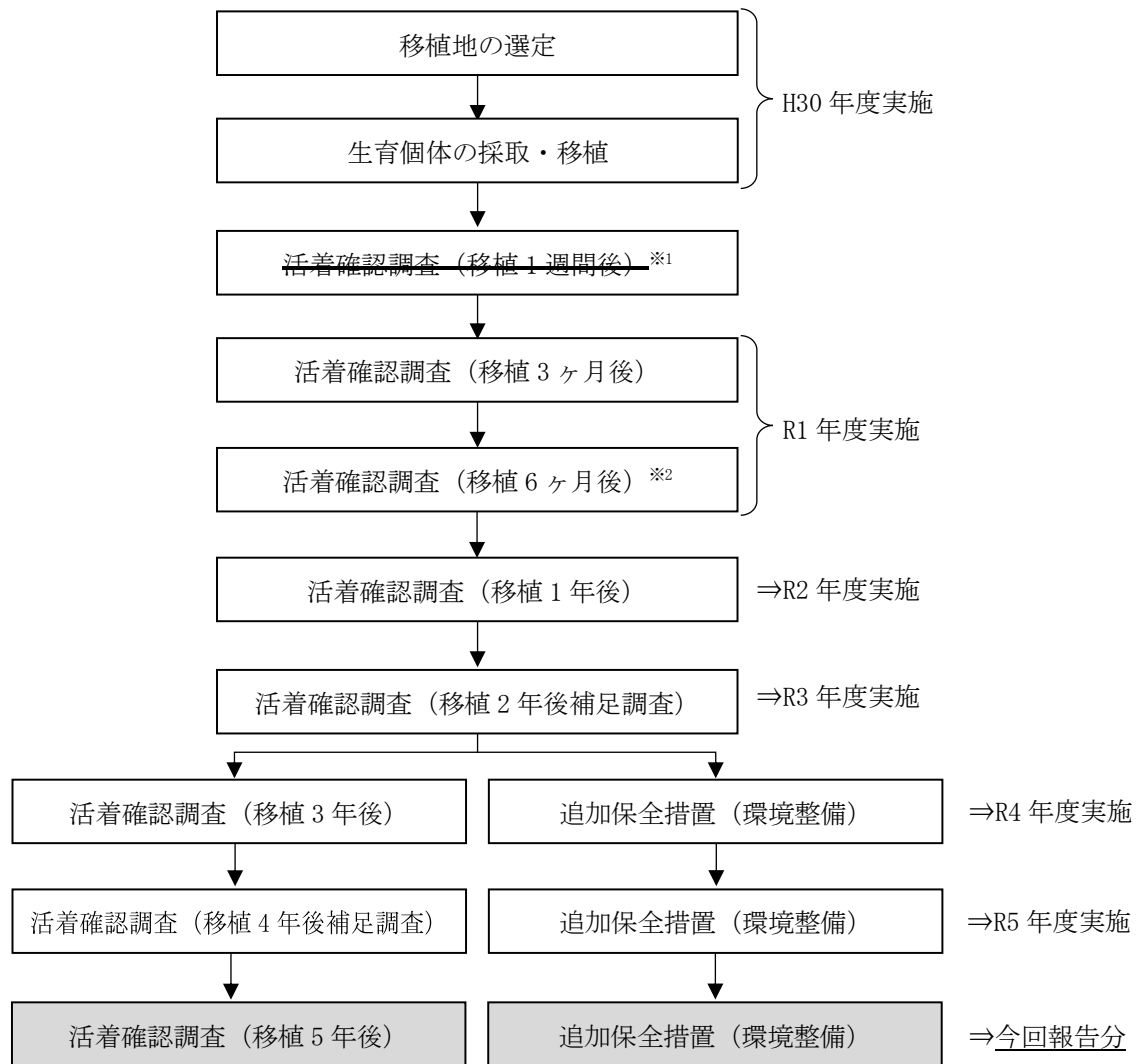 移植地の選定
H30 年度実施
生育個体の採取・移植
活着確認調査(移植 1 週間後)※1
活着確認調査(移植 3 ヶ月後)
R1 年度実施
活着確認調査(移植 6 ヶ月後)※2
活着確認調査(移植 1 年後)
⇒R2 年度実施
活着確認調査(移植 2 年後補足調査)
⇒R3 年度実施
活着確認調査(移植 3 年後)
追加保全措置(環境整備)
⇒R4 年度実施
活着確認調査(移植 4 年後補足調査)
追加保全措置(環境整備)
⇒R5 年度実施
活着確認調査(移植 5 年後)
追加保全措置(環境整備)
⇒今回報告分